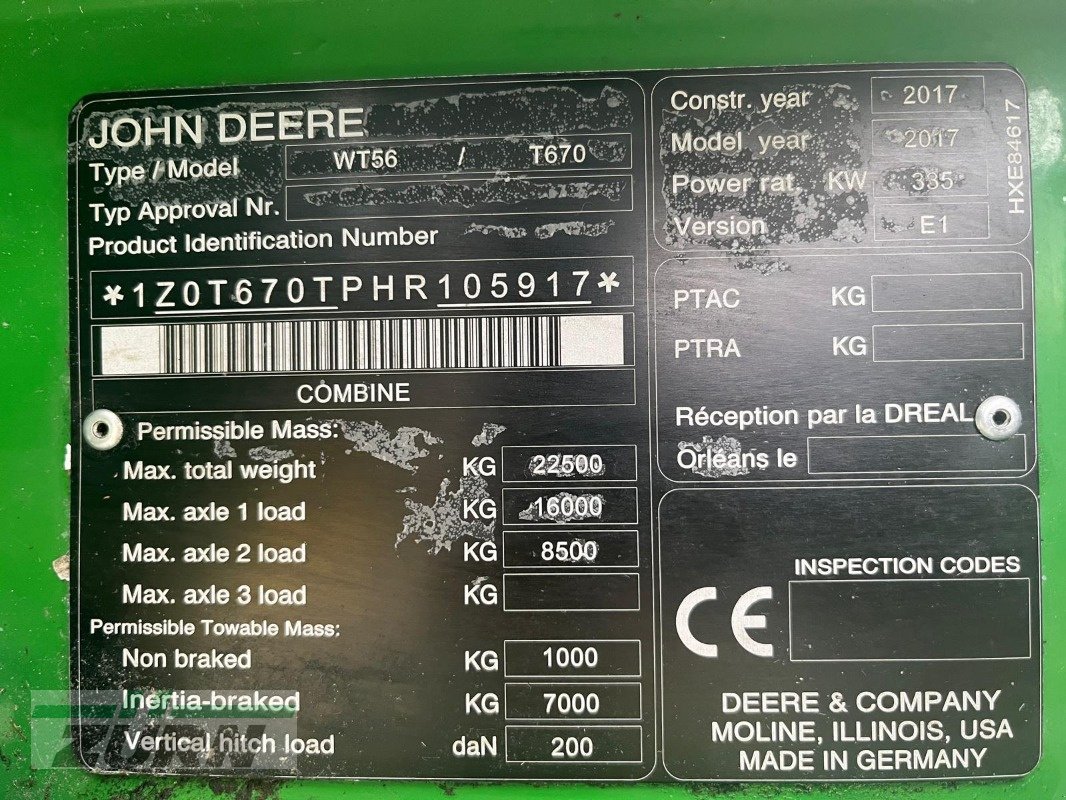 JOHN DEERE
Type / Model WT56 / T670
Typ Approval Nr.
Product Identification Number
*1Z0T670TPHR105917*
COMBINE
Permissible Mass:
Max. total weight KG 22500
Max. axle 1 load KG 16000
Max. axle 2 load KG 8500
Max. axle 3 load KG
Permissible Towable Mass:
Non braked KG 1000
Inertia-braked KG 7000
Vertical hitch load daN 200
Constr. year 2017
Model year 2017
Power rat. KW 335
Version E1
HXE84617
PTAC KG
PTRA KG
Réception par la DREAL
Orléans le
INSPECTION CODES
CE
DEERE & COMPANY
MOLINE, ILLINOIS, USA
MADE IN GERMANY
ZÜRN